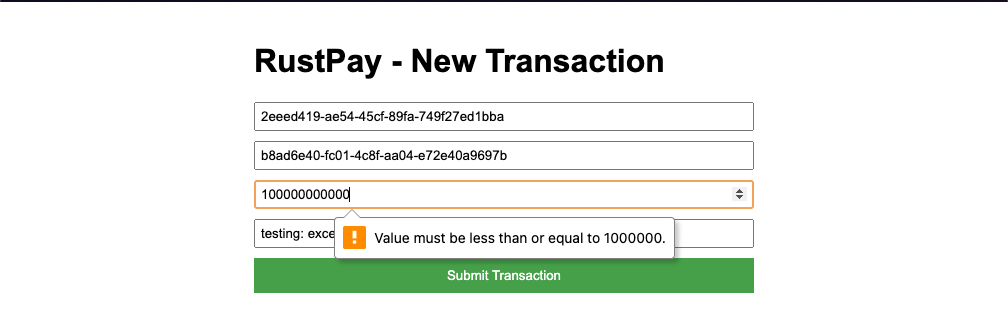 RustPay - New Transaction
2eeed419-ae54-45cf-89fa-749f27ed1bba
b8ad6e40-fc01-4c8f-aa04-e72e40a9697b
100000000000
testing: exce
Value must be less than or equal to 1000000.
Submit Transaction